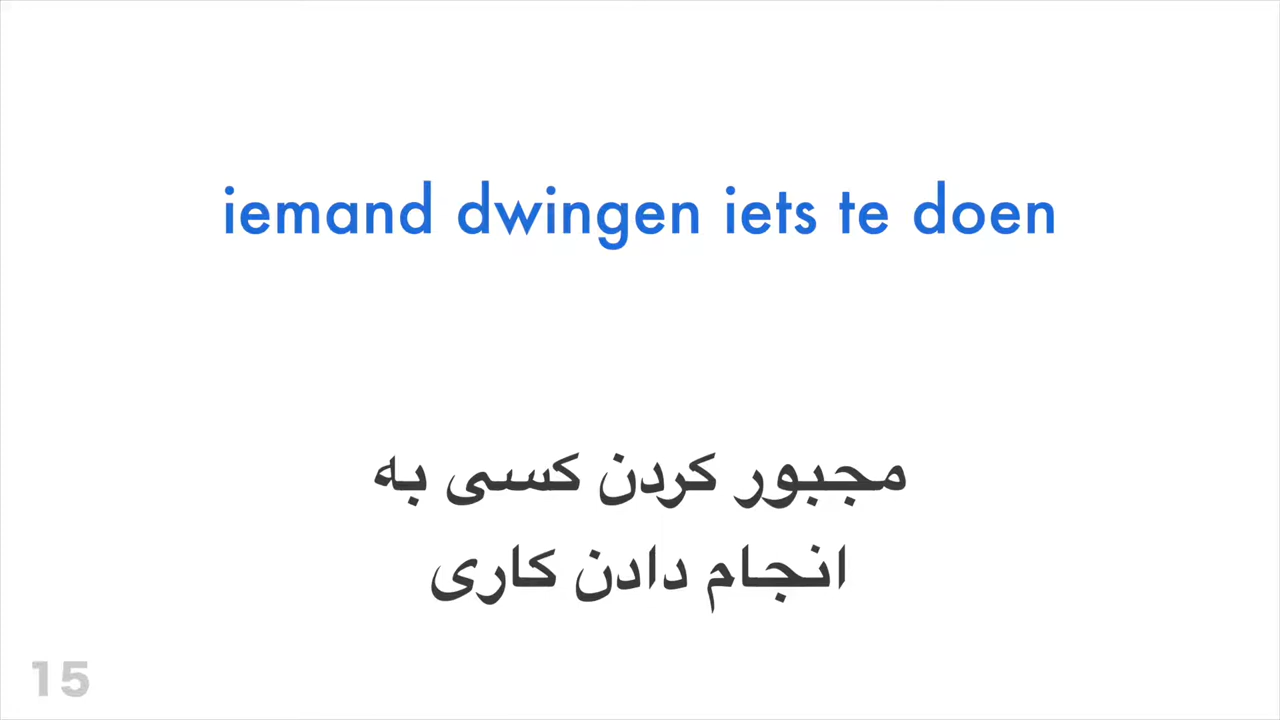 iemand dwingen iets te doen
مجبور کردن کسی به
انجام دادن کاری
15